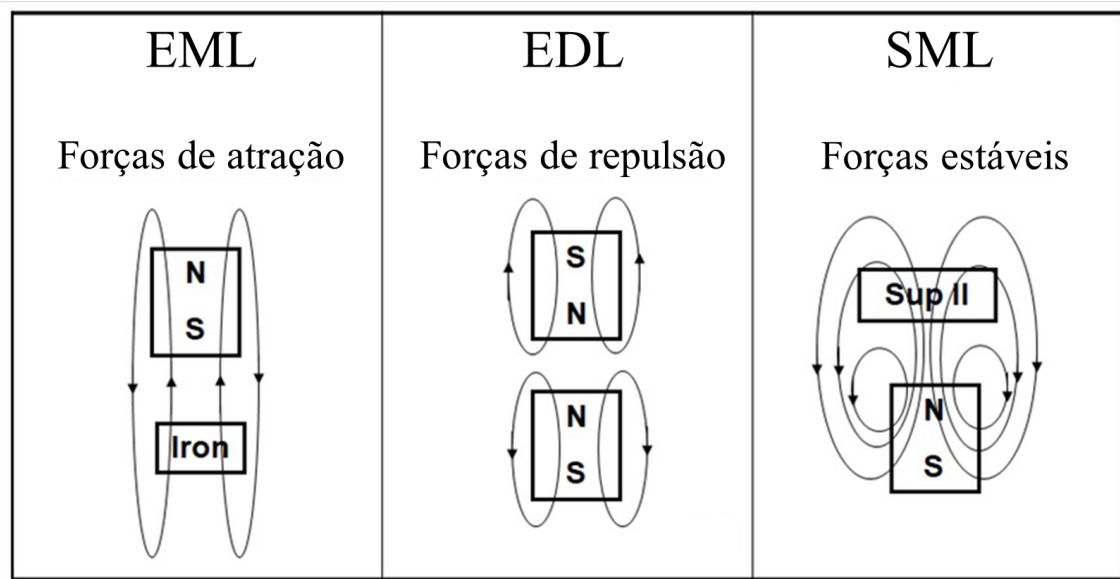 EML
Forças de atração
N
S
Iron
EDL
Forças de repulsão
S
N
N
S
SML
Forças estáveis
Sup II
N
S